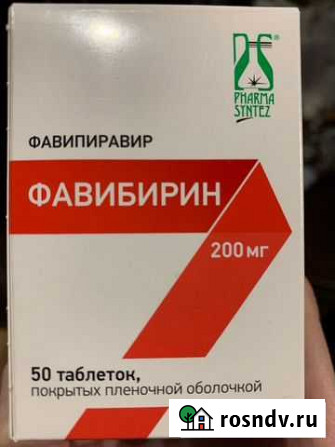 PHARMA
SYNTEZ
ФАВИПИРАВИР
ФАВИБИРИН
200 мг
50 таблеток,
покрытых пленочной оболочкой
rosndv.ru